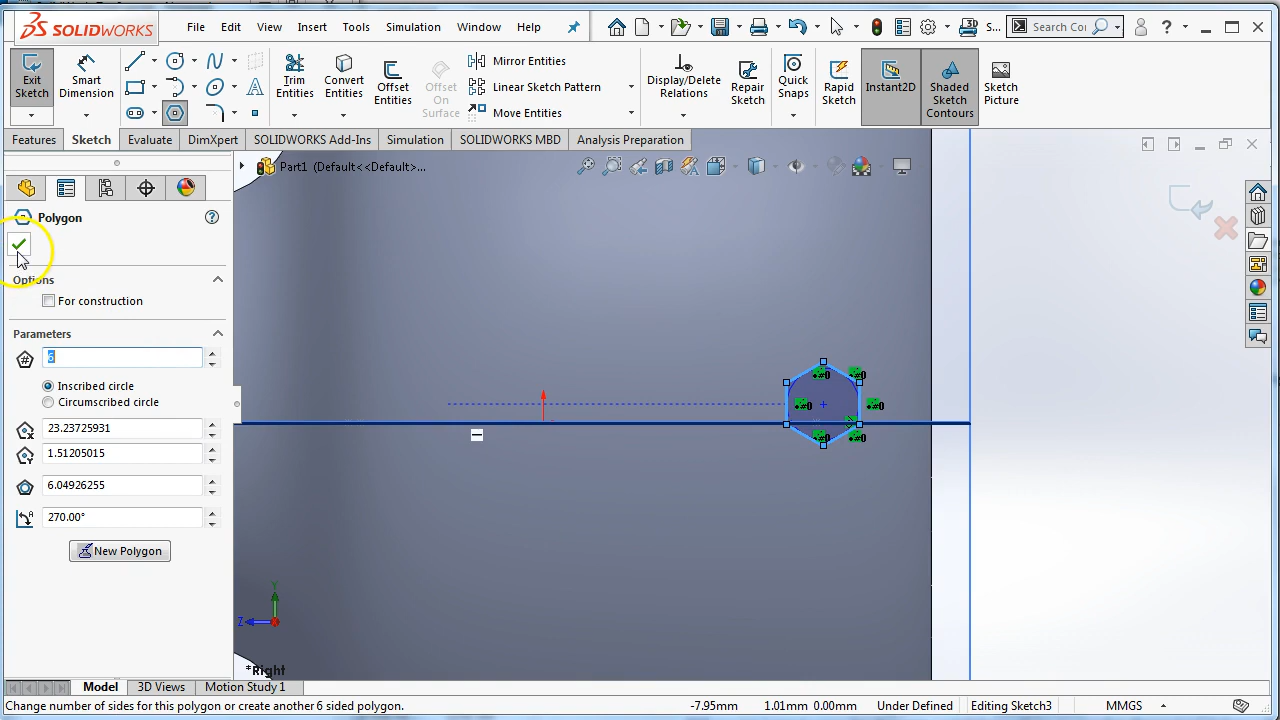 SOLIDWORKS
File Edit View Insert Tools Simulation Window Help
S... Search Co
Exit Sketch
Smart Dimension
Trim Entities
Convert Entities
Offset Entities
Offset On Surface
Mirror Entities
Linear Sketch Pattern
Move Entities
Display/Delete Relations
Repair Sketch
Quick Snaps
Rapid Sketch
Instant2D
Shaded Sketch Contours
Sketch Picture
Features Sketch Evaluate DimXpert SOLIDWORKS Add-Ins Simulation SOLIDWORKS MBD Analysis Preparation
Part1 (Default<<Default>...
Polygon
Options
For construction
Parameters
6
Inscribed circle
Circumscribed circle
23.23725931
1.51205015
6.04926255
270.00°
New Polygon
Y
Z
*Right
Model 3D Views Motion Study 1
Change number of sides for this polygon or create another 6 sided polygon.
-7.95mm 1.01mm 0.00mm Under Defined Editing Sketch3 MMGS